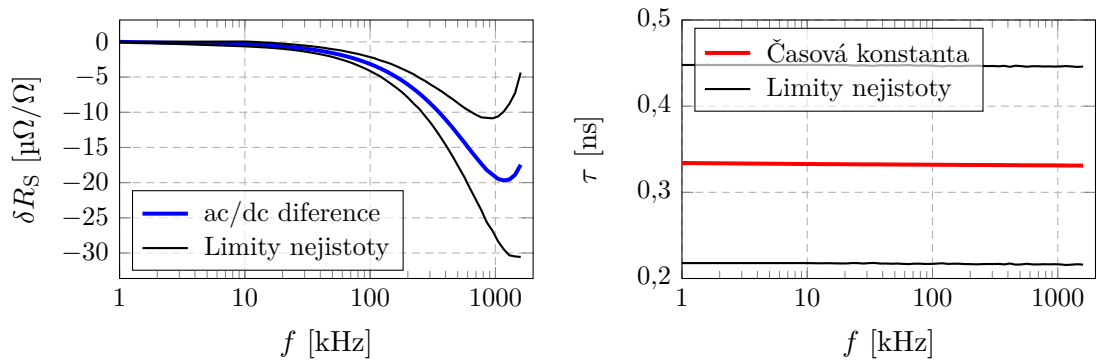 0
−5
−10
−15
−20
−25
−30
δR_S [µΩ/Ω]
ac/dc diference
Limity nejistoty
1 10 100 1000
f [kHz]
0,5
0,4
0,3
0,2
τ [ns]
Časová konstanta
Limity nejistoty
1 10 100 1000
f [kHz]